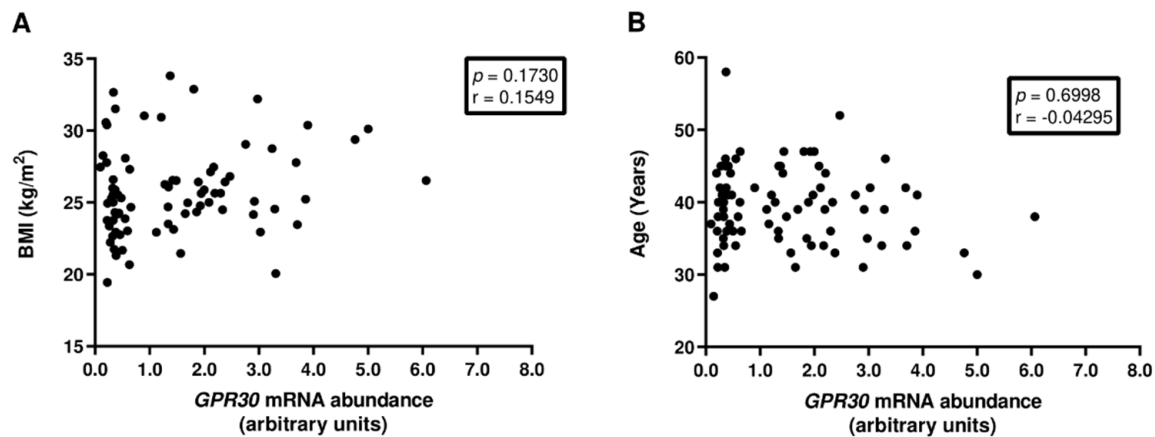 A
35
30
25
20
15
BMI (kg/m²)
p = 0.1730
r = 0.1549
0.0 1.0 2.0 3.0 4.0 5.0 6.0 7.0 8.0
GPR30 mRNA abundance
(arbitrary units)
B
60
50
40
30
20
Age (Years)
p = 0.6998
r = -0.04295
0.0 1.0 2.0 3.0 4.0 5.0 6.0 7.0 8.0
GPR30 mRNA abundance
(arbitrary units)